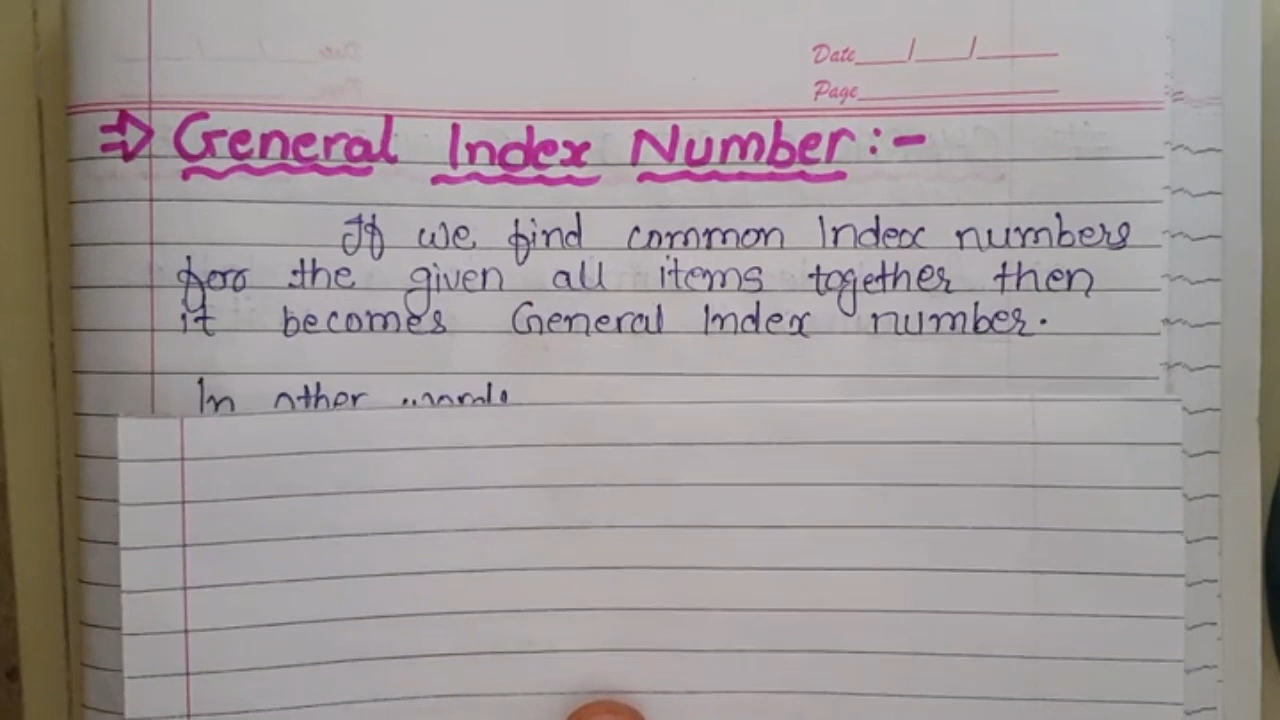 Date / /
Page
⇒ General Index Number:-
If we find common Index numbers
for the given all items together then
it becomes General Index number.
In other